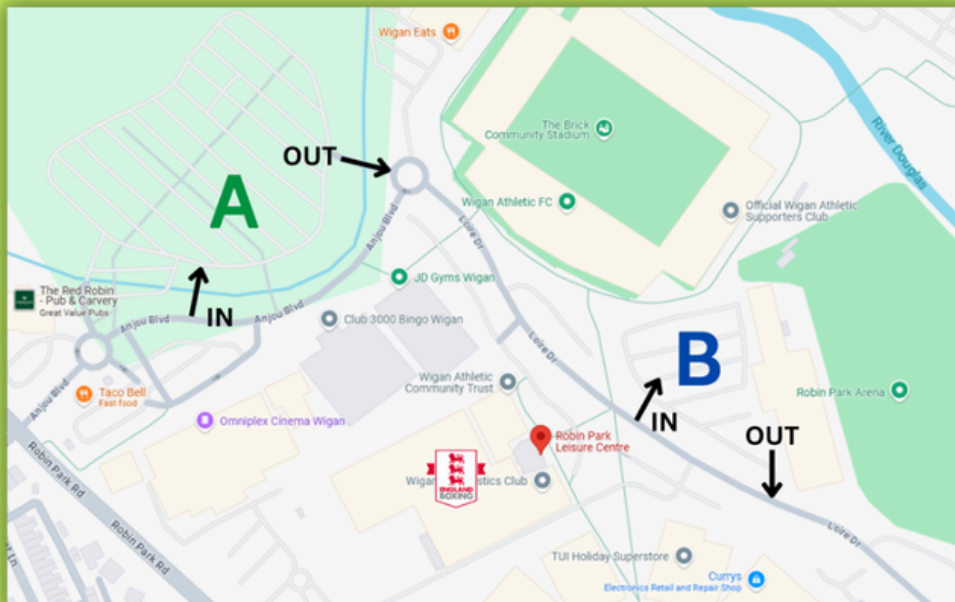 Wigan Eats
OUT
The Brick
Community Stadium
River Douglas
A
Wigan Athletic FC
Official Wigan Athletic
Supporters Club
Anjou Blvd
Loire Dr
JD Gyms Wigan
The Red Robin
- Pub & Carvery
Great Value Pubs
IN
Anjou Blvd
Anjou Blvd
Club 3000 Bingo Wigan
Loire Dr
B
Wigan Athletic
Community Trust
Taco Bell
Fast food
Anjou Blvd
Robin Park Arena
Omniplex Cinema Wigan
IN
OUT
Robin Park
Leisure Centre
Robin Park Rd
ENGLAND
BOXING
Loire Dr
Robin Park Rd
TUI Holiday Superstore
Currys
Electronics Retail and Repair Shop